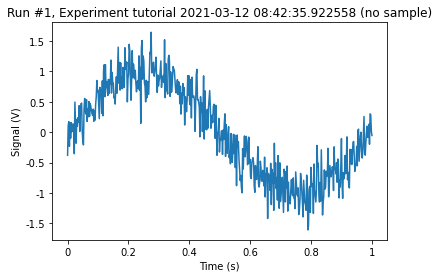 Run #1, Experiment tutorial 2021-03-12 08:42:35.922558 (no sample)
Signal (V)
1.5
1
0.5
0
-0.5
-1
-1.5
0 0.2 0.4 0.6 0.8 1
Time (s)